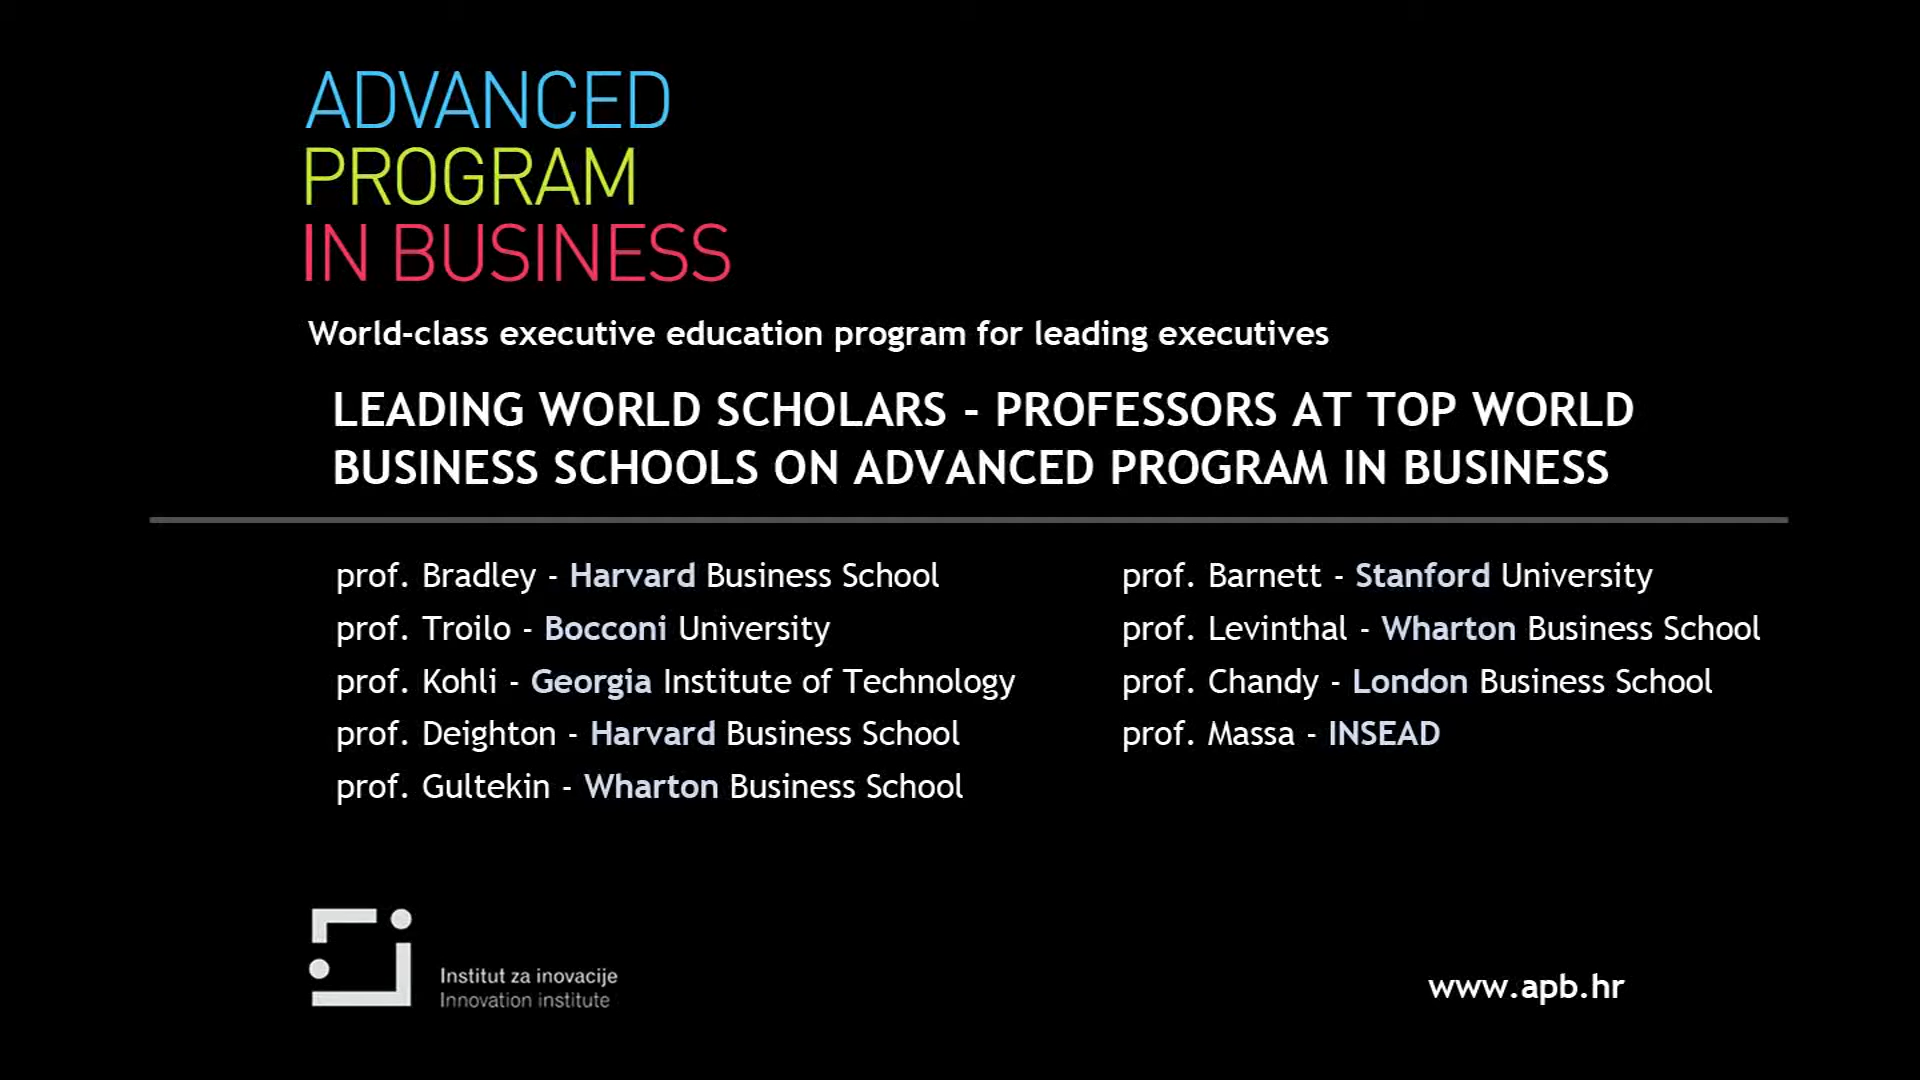 ADVANCED
PROGRAM
IN BUSINESS
World-class executive education program for leading executives
LEADING WORLD SCHOLARS - PROFESSORS AT TOP WORLD
BUSINESS SCHOOLS ON ADVANCED PROGRAM IN BUSINESS
prof. Bradley - Harvard Business School
prof. Troilo - Bocconi University
prof. Kohli - Georgia Institute of Technology
prof. Deighton - Harvard Business School
prof. Gultekin - Wharton Business School
prof. Barnett - Stanford University
prof. Levinthal - Wharton Business School
prof. Chandy - London Business School
prof. Massa - INSEAD
Institut za inovacije
Innovation institute
www.apb.hr